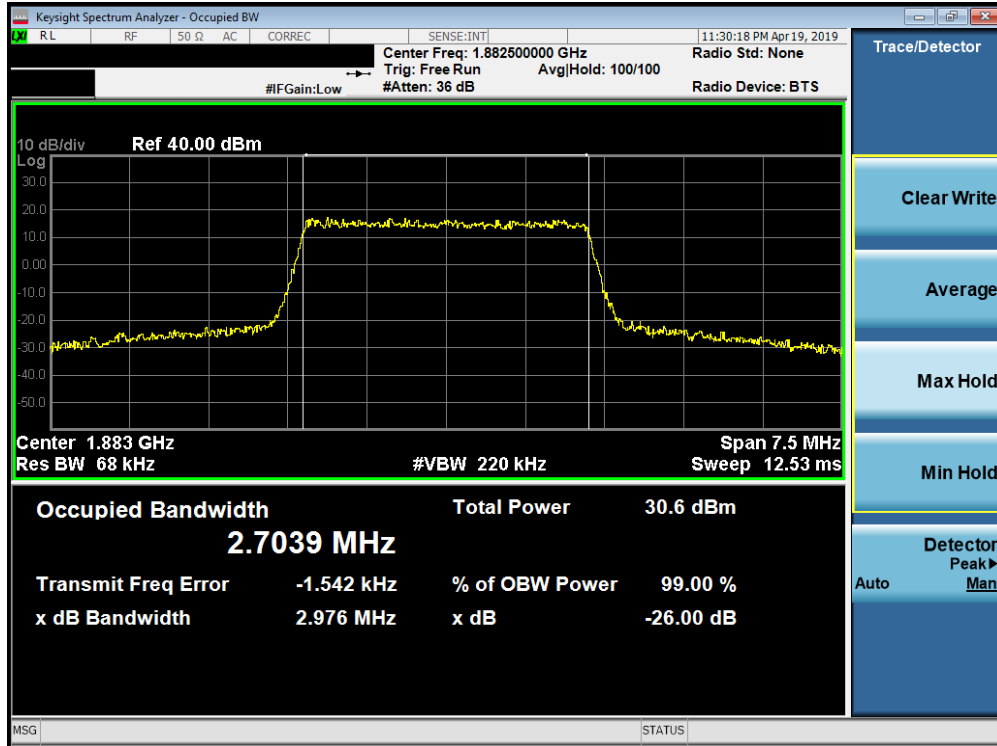 Keysight Spectrum Analyzer - Occupied BW
LXI RL RF 50 Ω AC CORREC SENSE:INT 11:30:18 PM Apr 19, 2019
Center Freq: 1.882500000 GHz Radio Std: None
Trig: Free Run Avg|Hold: 100/100
#IFGain:Low #Atten: 36 dB Radio Device: BTS
10 dB/div Ref 40.00 dBm
Log
30.0
20.0
10.0
0.00
-10.0
-20.0
-30.0
-40.0
-50.0
Center 1.883 GHz Span 7.5 MHz
Res BW 68 kHz #VBW 220 kHz Sweep 12.53 ms
Occupied Bandwidth Total Power 30.6 dBm
2.7039 MHz
Transmit Freq Error -1.542 kHz % of OBW Power 99.00 %
x dB Bandwidth 2.976 MHz x dB -26.00 dB
MSG STATUS
Trace/Detector
Clear Write
Average
Max Hold
Min Hold
Detector
Peak▶
Auto Man